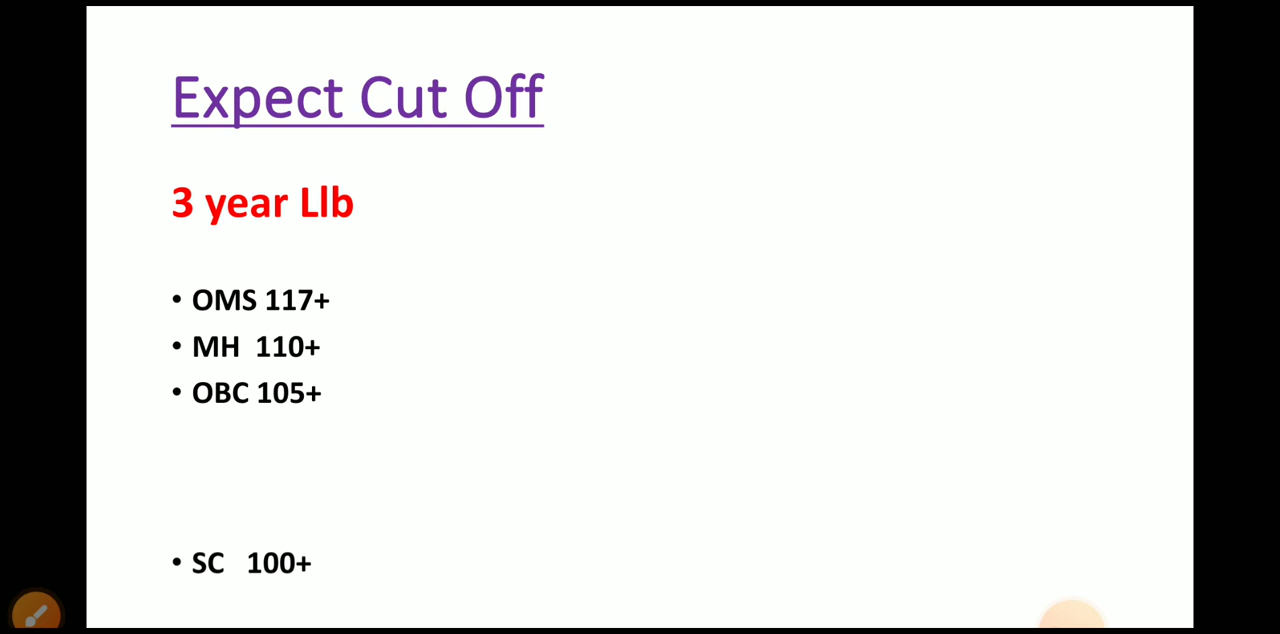 Expect Cut Off
3 year Llb
• OMS 117+
• MH 110+
• OBC 105+
• SC 100+